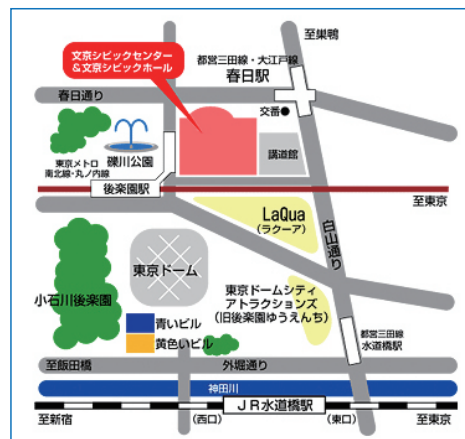 至巣鴨
文京シビックセンター
＆文京シビックホール
都営三田線・大江戸線
春日駅
春日通り
交番●
礫川公園
講道館
東京メトロ
南北線・丸ノ内線
後楽園駅
至東京
LaQua
(ラクーア)
白山通り
東京ドーム
小石川後楽園
東京ドームシティ
アトラクションズ
(旧後楽園ゆうえんち)
青いビル
黄色いビル
都営三田線
水道橋駅
至飯田橋
外堀通り
神田川
JR水道橋駅
至新宿
(西口)
(東口)
至東京